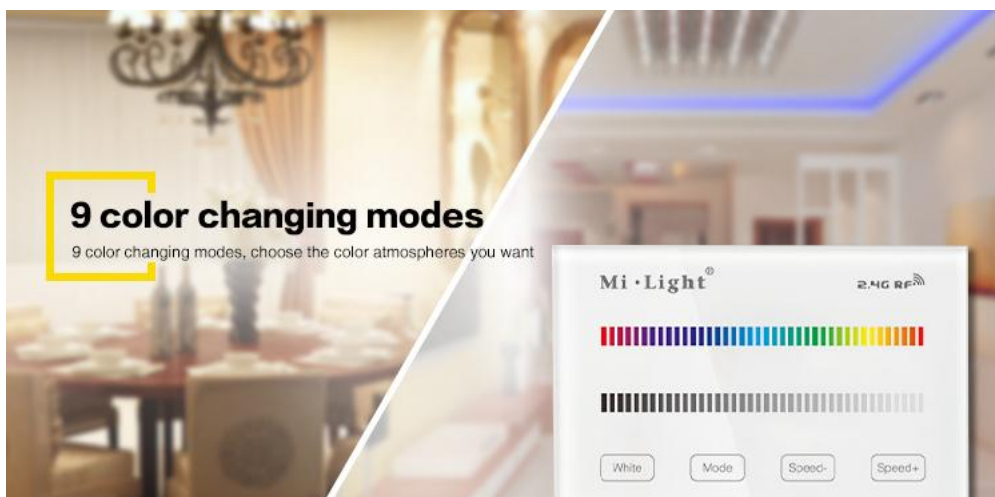 9 color changing modes
9 color changing modes, choose the color atmospheres you want
Mi·Light®
2.4G RF
White
Mode
Speed-
Speed+